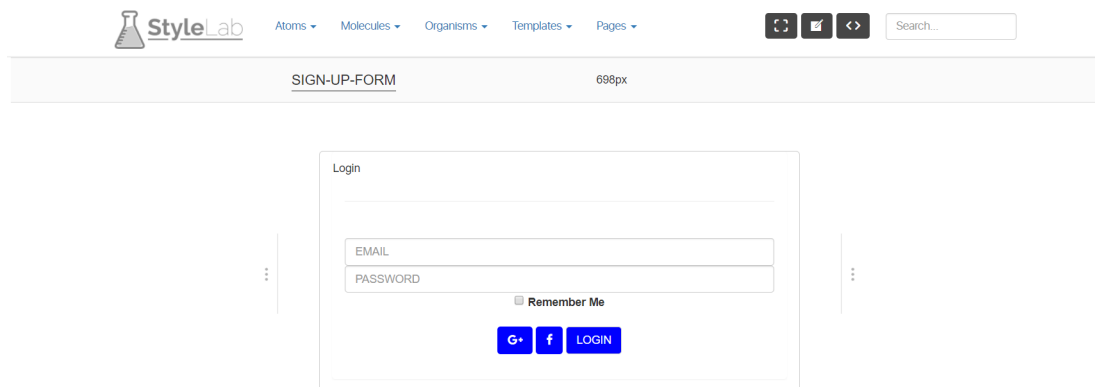 StyleLab Atoms Molecules Organisms Templates Pages Search...
SIGN-UP-FORM 698px
Login
EMAIL
PASSWORD
Remember Me
G+ f LOGIN